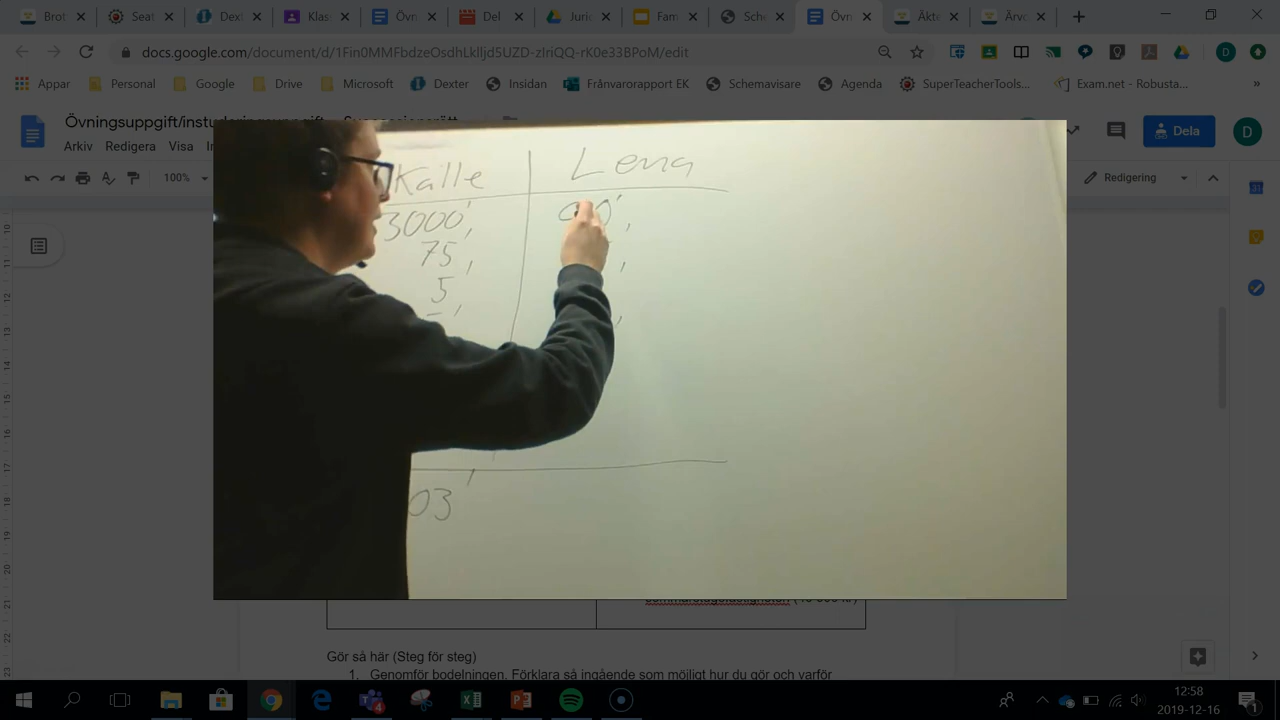 Brot
Seat
Dext
Klas
Övn
Del
Juri
Fam
Sch
Övn
Äkte
Ärvo
docs.google.com/document/d/1Fin0MMFbdzeOsdhLklljd5UZD-zlriQQ-rK0e33BPoM/edit
Appar
Personal
Google
Drive
Microsoft
Dexter
Insidan
Frånvarorapport EK
Schemavisare
Agenda
SuperTeacherTools...
Exam.net - Robusta...
»
Arkiv Redigera Visa
Dela
D
100%
Redigering
Kalle
Lena
3000',
75,
5
03'
Gör så här (Steg för steg)
1. Genomför bodelningen. Förklara så ingående som möjligt hur du gör och varför
12:58
2019-12-16